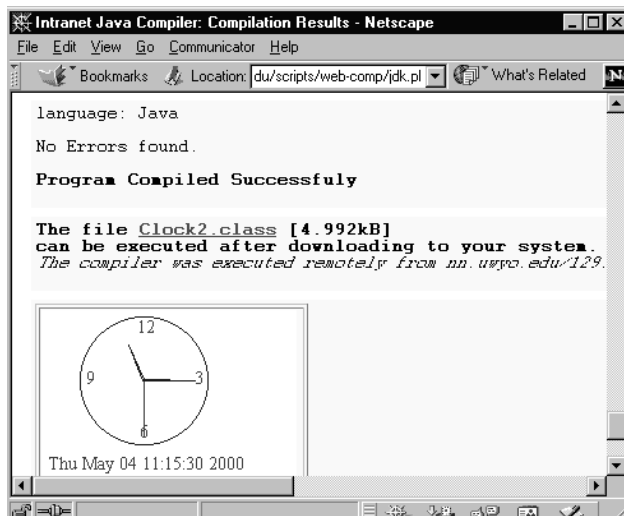 Intranet Java Compiler: Compilation Results - Netscape
File Edit View Go Communicator Help
Bookmarks Location: du/scripts/web-comp/jdk.pl What's Related N
language: Java
No Errors found.
Program Compiled Successfuly
The file Clock2.class [4.992kB]
can be executed after downloading to your system.
The compiler was executed remotely from nn.uwyo.edu/129.
12
9 3
6
Thu May 04 11:15:30 2000